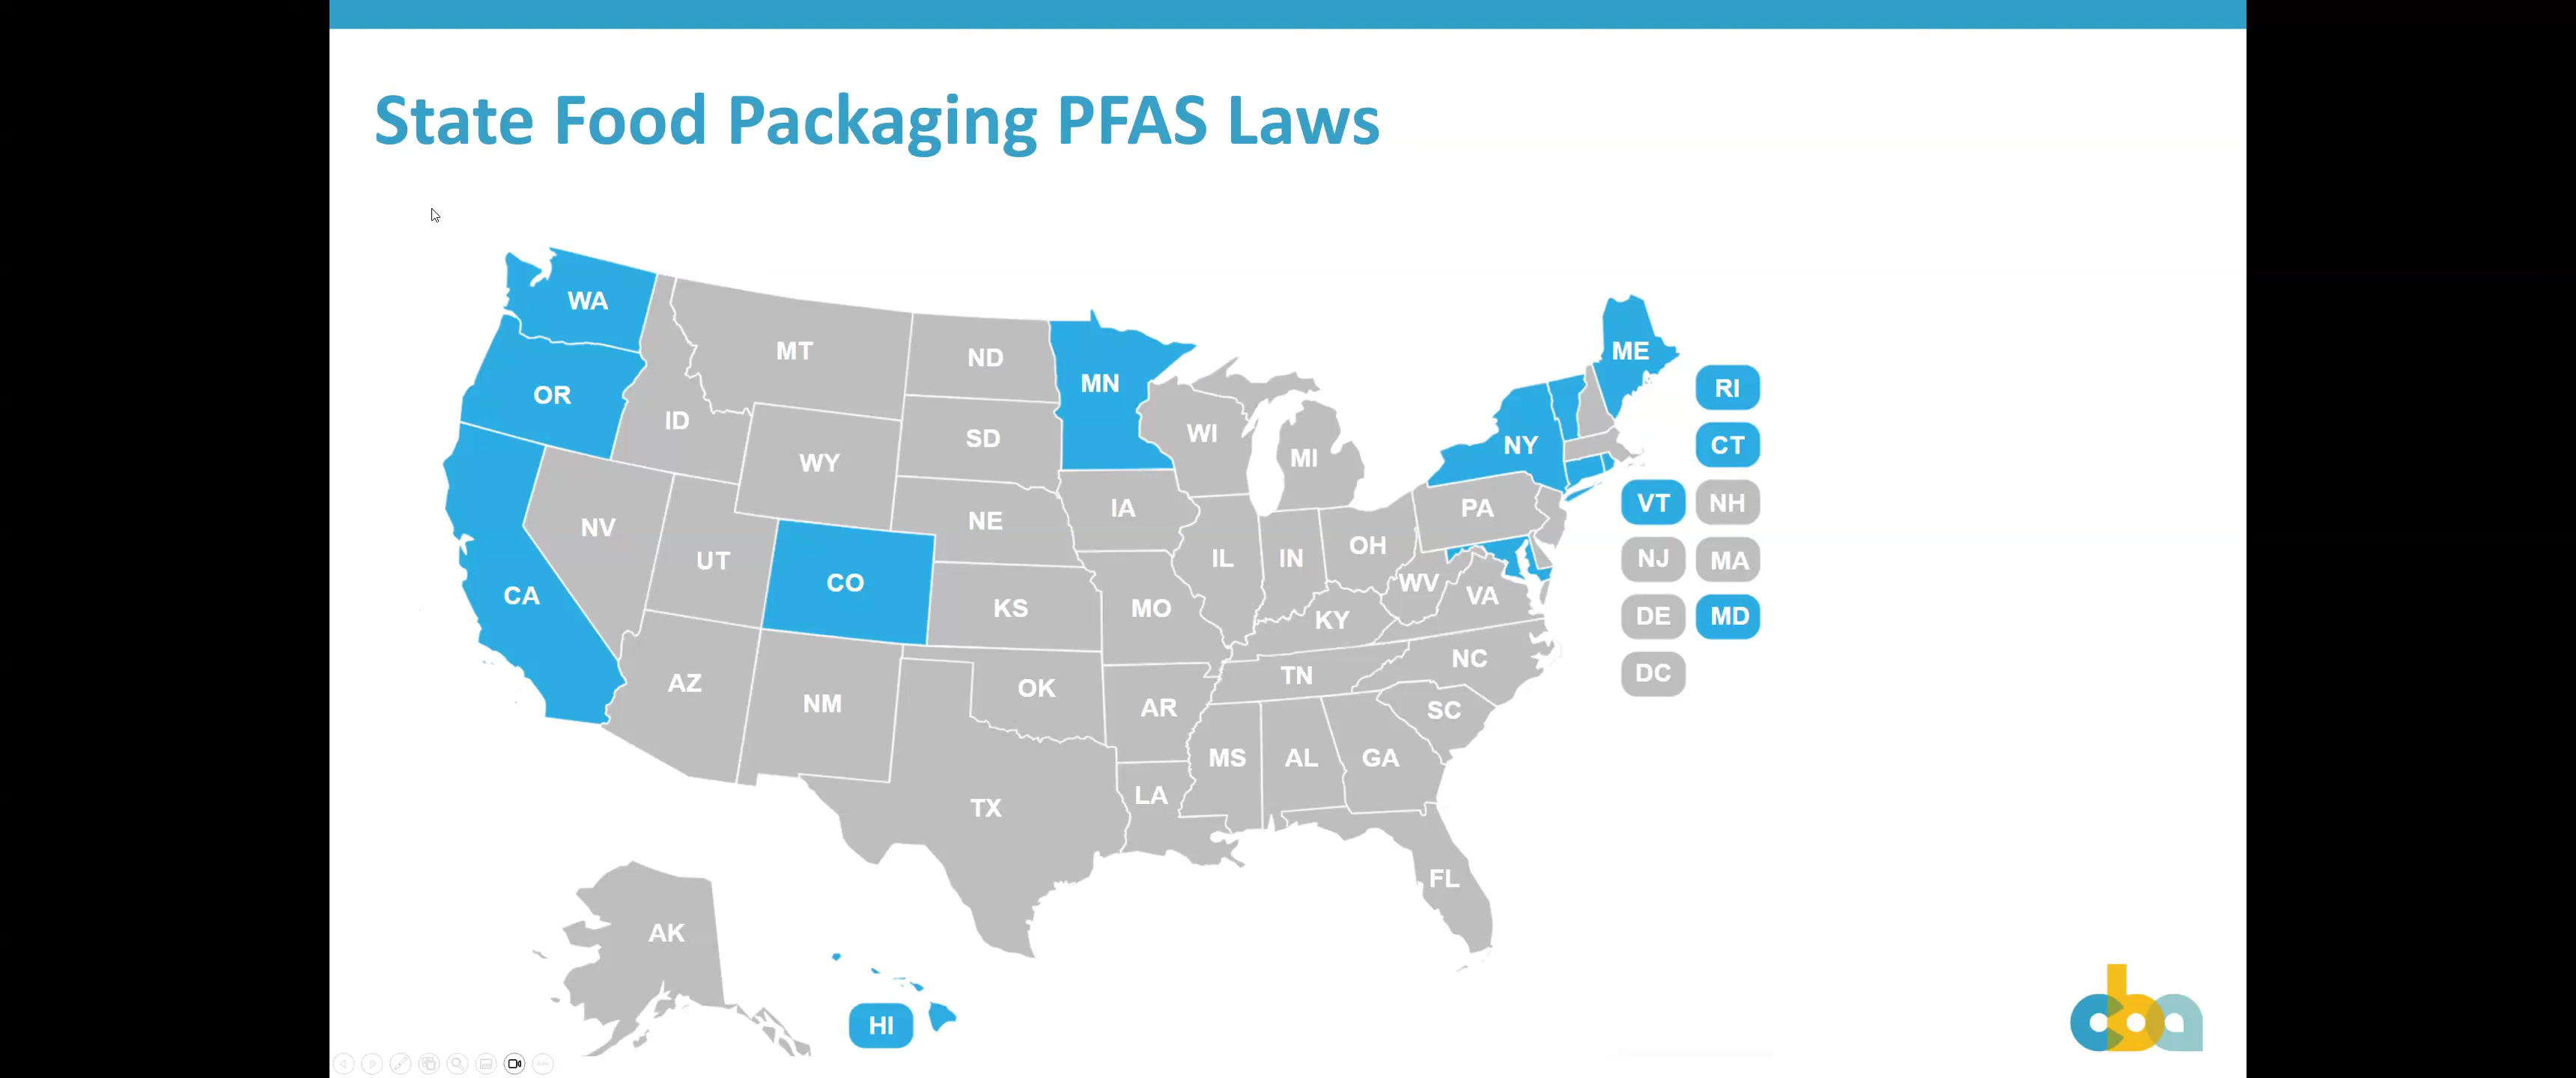 State Food Packaging PFAS Laws
WA
OR
CA
ID
NV
MT
WY
UT
AZ
CO
NM
ND
SD
NE
KS
OK
TX
MN
IA
MO
AR
LA
WI
IL
MI
IN
OH
KY
TN
MS
AL
GA
FL
SC
NC
VA
WV
PA
NY
ME
RI
CT
VT NH
NJ MA
DE MD
DC
AK
HI
cba